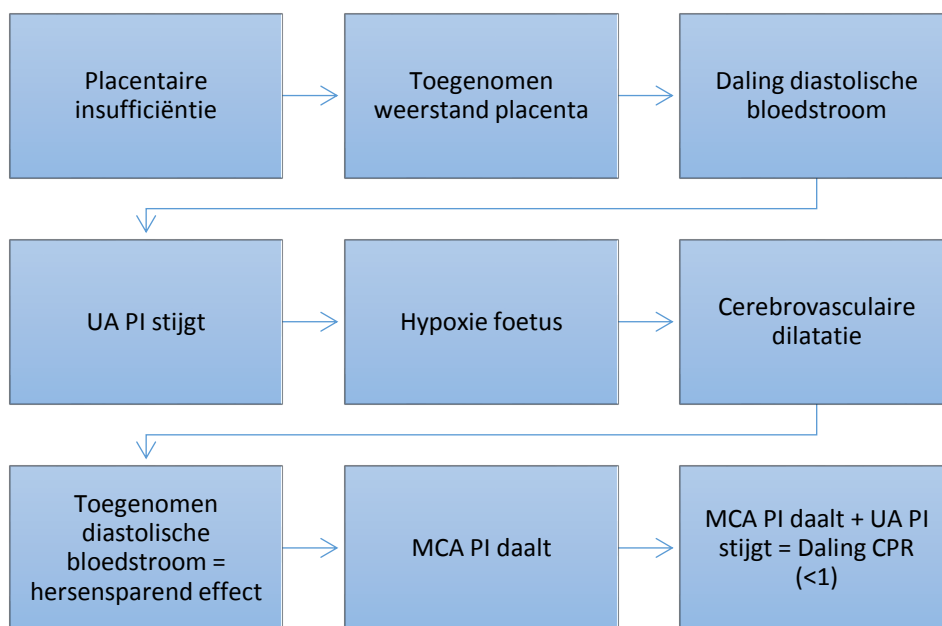 Placentaire
insufficiëntie
Toegenomen
weerstand placenta
Daling diastolische
bloedstroom
UA PI stijgt
Hypoxie foetus
Cerebrovasculaire
dilatatie
Toegenomen
diastolische
bloedstroom =
hersensparend effect
MCA PI daalt
MCA PI daalt + UA PI
stijgt = Daling CPR
(<1)